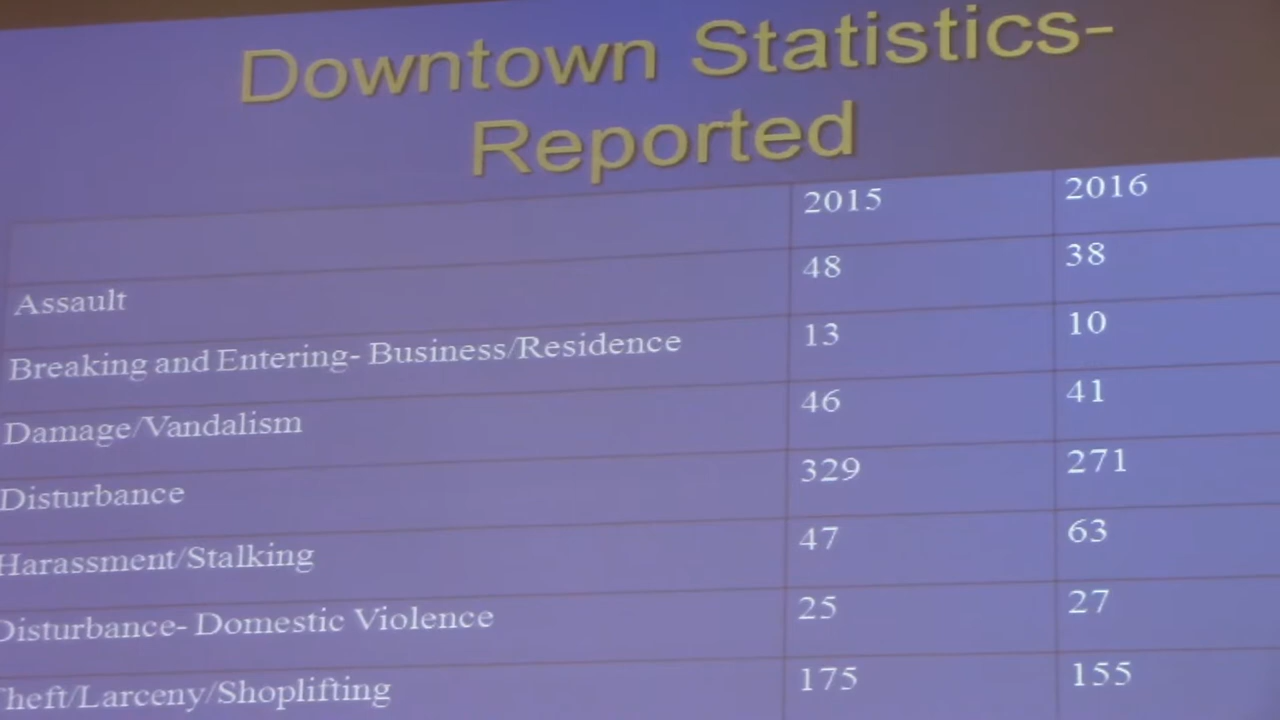 Downtown Statistics-
Reported
2015 2016
Assault 48 38
Breaking and Entering- Business/Residence 13 10
Damage/Vandalism 46 41
Disturbance 329 271
Harassment/Stalking 47 63
Disturbance- Domestic Violence 25 27
Theft/Larceny/Shoplifting 175 155